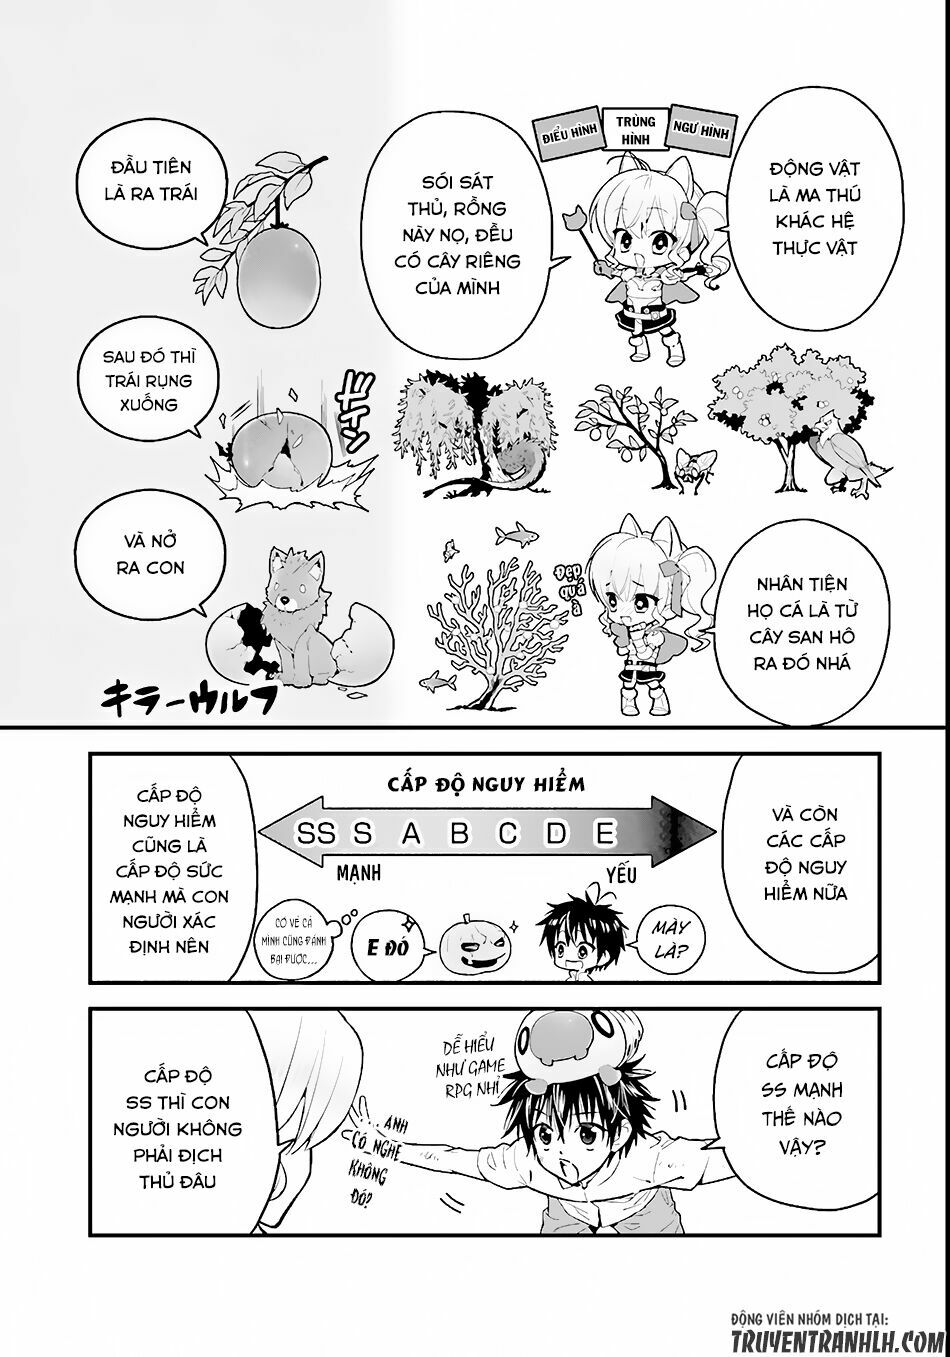 ĐIỂU HÌNH
TRÙNG
HÌNH
NGƯ HÌNH
ĐỘNG VẬT
LÀ MA THÚ
KHÁC HỆ
THỰC VẬT
SÓI SÁT
THỦ, RỒNG
NÀY NỌ, ĐỀU
CÓ CÂY RIÊNG
CỦA MÌNH
ĐẦU TIÊN
LÀ RA TRÁI
SAU ĐÓ THÌ
TRÁI RỤNG
XUỐNG
ドーン
VÀ NỞ
RA CON
キラーウルフ
Đẹp
quá
à
NHÂN TIỆN
HỌ CÁ LÀ TỪ
CÂY SAN HÔ
RA ĐÓ NHÁ
VÀ CÒN
CÁC CẤP
ĐỘ NGUY
HIỂM NỮA
CẤP ĐỘ NGUY HIỂM
SS S A B C D E
MẠNH
YẾU
MÀY
LÀ?
E ĐÓ
CÓ VẺ CẢ
MÌNH CŨNG ĐÁNH
BẠI ĐƯỢC...
CẤP ĐỘ
NGUY HIỂM
CŨNG LÀ
CẤP ĐỘ SỨC
MẠNH MÀ CON
NGƯỜI XÁC
ĐỊNH NÊN
CẤP ĐỘ
SS MẠNH
THẾ NÀO
VẬY?
DỄ HIỂU
NHƯ GAME
RPG NHỈ
ANH
CÓ NGHE
KHÔNG
ĐÓ?
CẤP ĐỘ
SS THÌ CON
NGƯỜI KHÔNG
PHẢI ĐỊCH
THỦ ĐÂU
ĐỘNG VIÊN NHÓM DỊCH TẠI:
TRUYENTRANHLH.COM